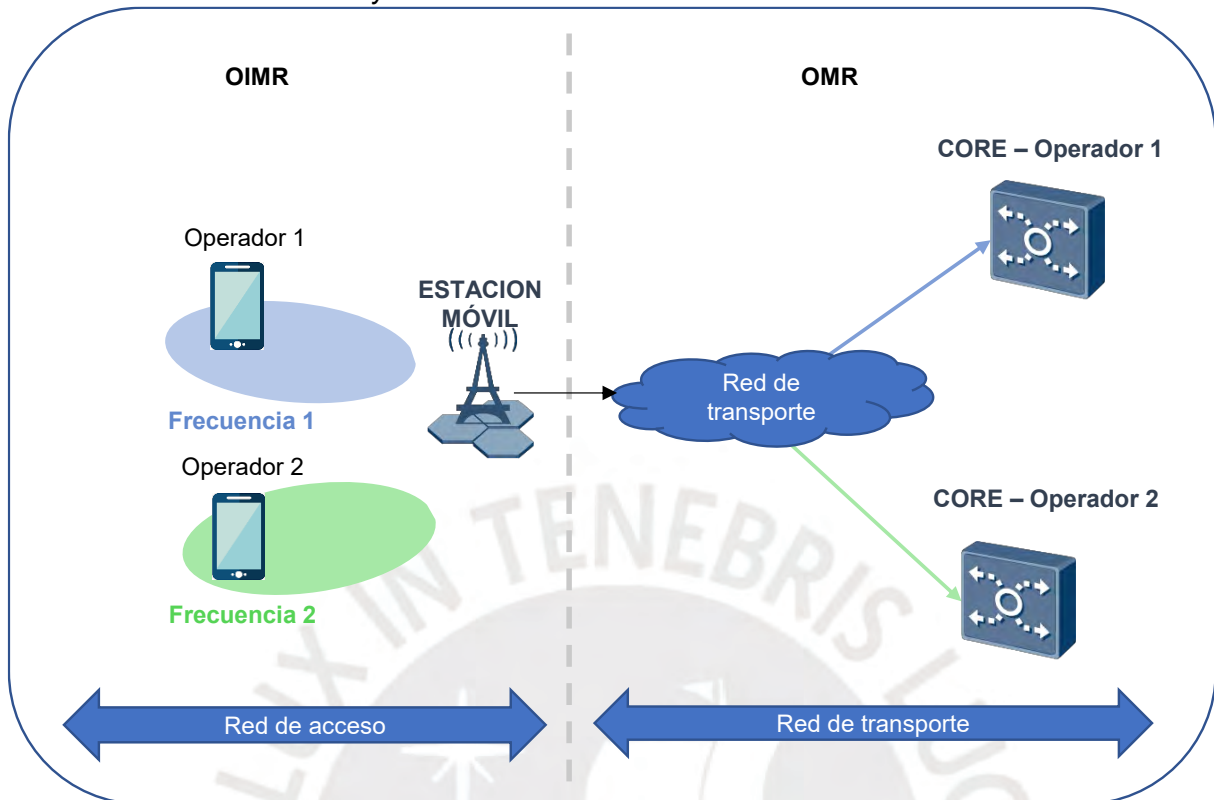 y
OIMR
OMR
CORE – Operador 1
Operador 1
ESTACION
MÓVIL
Frecuencia 1
Red de
transporte
Operador 2
CORE – Operador 2
Frecuencia 2
Red de acceso
Red de transporte
LUX IN TENEBRIS LUC